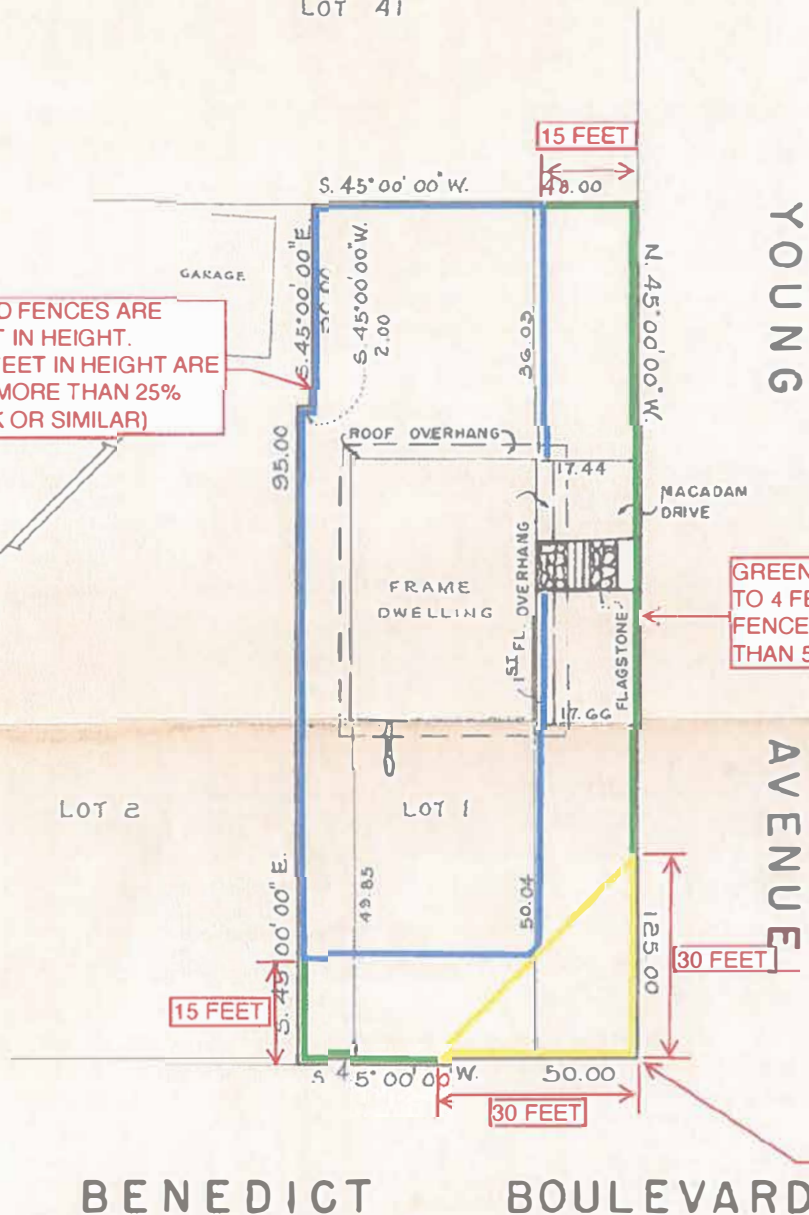 LOT 41
15 FEET
S. 45° 00' 00" W.
48.00
YOUNG
AVENUE
GARAGE
S. 45° 00' 00" E.
30.00
S. 45° 00' 00" W.
2.00
36.03
N. 45° 00' 00" W.
O FENCES ARE
T IN HEIGHT.
EET IN HEIGHT ARE
MORE THAN 25%
K OR SIMILAR)
95.00
ROOF OVERHANG
17.44
MACADAM
DRIVE
FRAME
DWELLING
1ST FL. OVERHANG
FLAGSTONE
GREEN
TO 4 FE
FENCE
THAN 5
17.66
LOT 2
LOT 1
49.85
50.04
S. 45° 00' 00" E.
125.00
30 FEET
15 FEET
S 45° 00' 00" W.
50.00
30 FEET
BENEDICT BOULEVARD